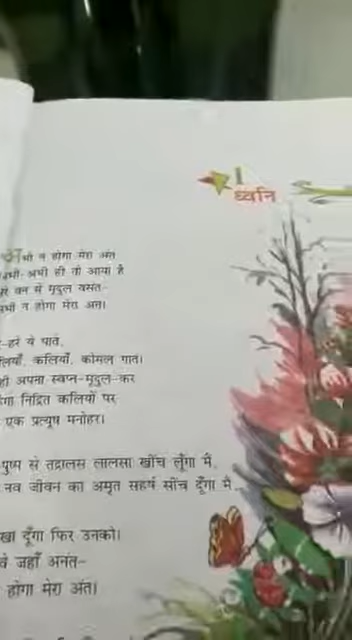 1
ध्वनि
अभी न होगा मेरा अंत
अभी-अभी ही तो आया है
मेरे वन में मृदुल वसंत-
अभी न होगा मेरा अंत।
-हरे ये पात,
लियाँ, कलियाँ, कोमल गात।
ही अपना स्वप्न-मृदुल-कर
निद्रित कलियों पर
एक प्रत्यूष मनोहर।
पुष्प से तंद्रालस लालसा खींच लूँगा मैं,
नव जीवन का अमृत सहर्ष सींच दूँगा मैं,
दूँगा फिर उनको।
जहाँ अनंत-
होगा मेरा अंत।